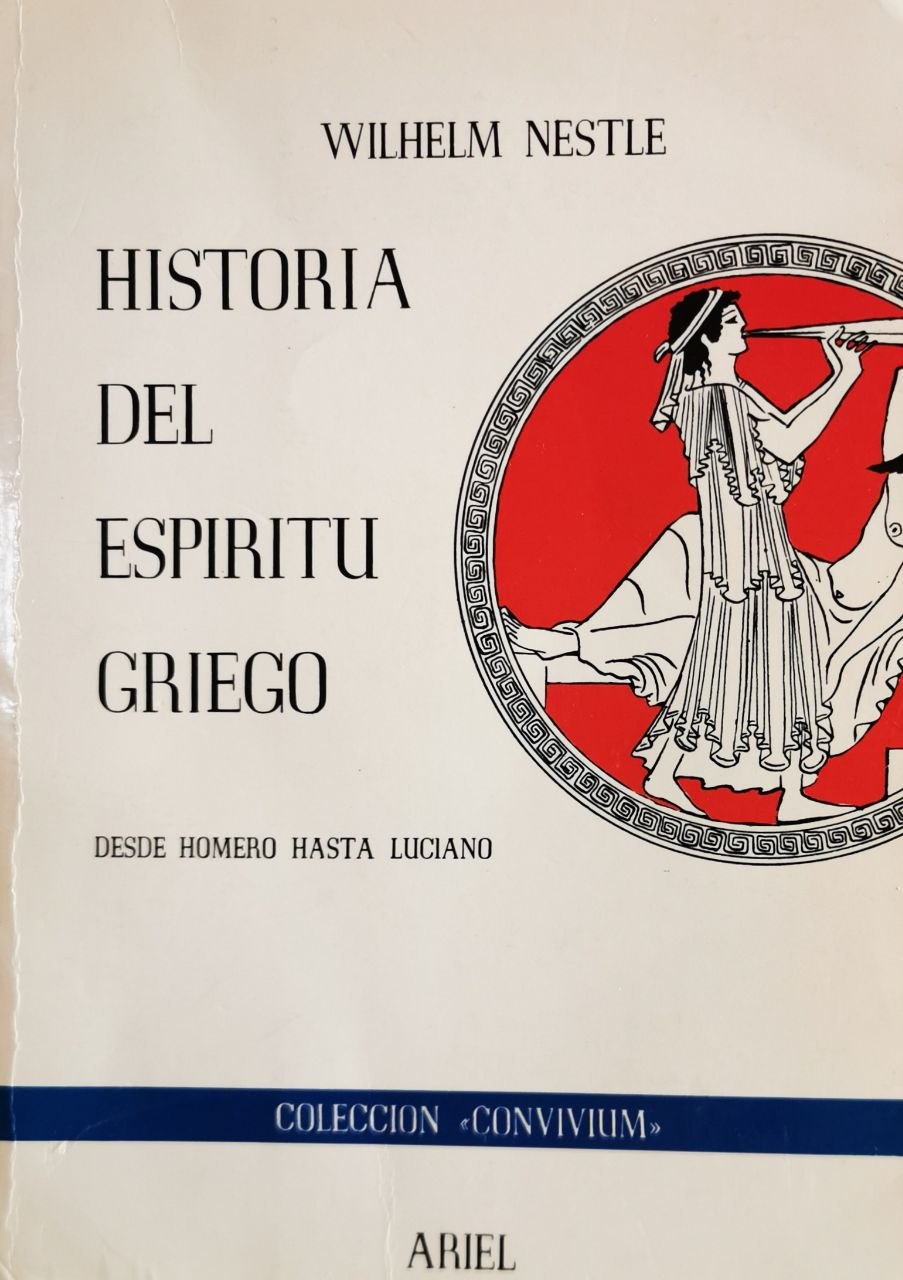 WILHELM NESTLE
HISTORIA
DEL
ESPIRITU
GRIEGO
DESDE HOMERO HASTA LUCIANO
COLECCION «CONVIVIUM»
ARIEL